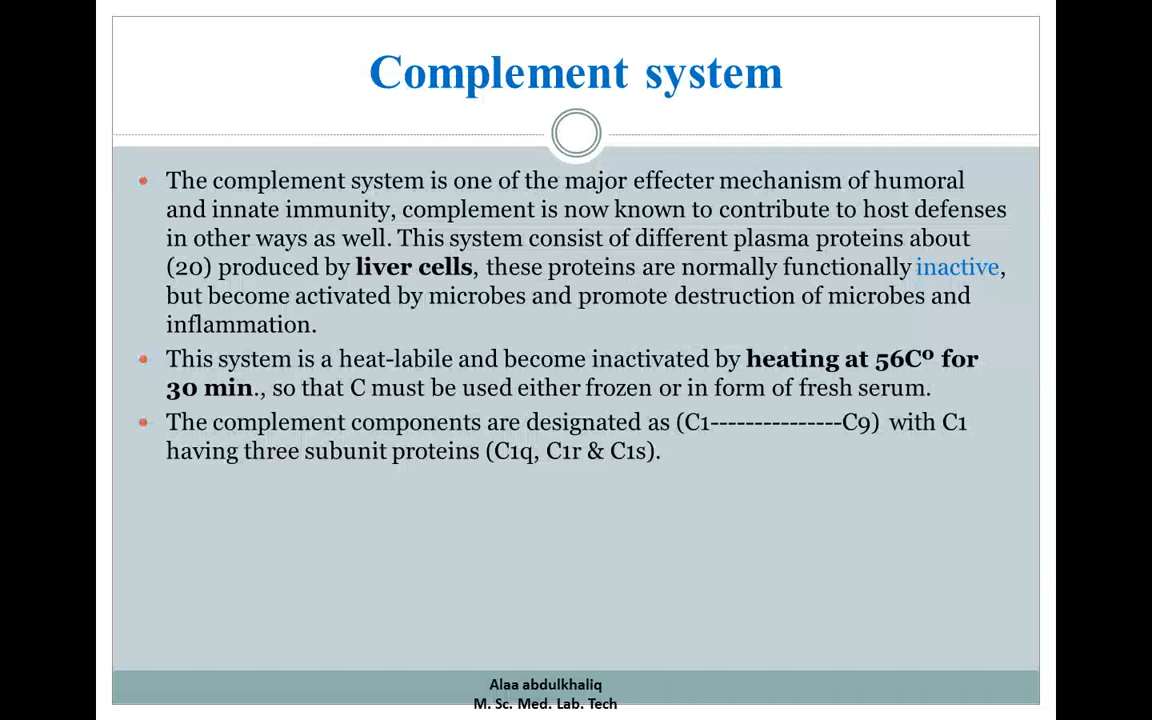 Complement system
• The complement system is one of the major effecter mechanism of humoral
and innate immunity, complement is now known to contribute to host defenses
in other ways as well. This system consist of different plasma proteins about
(20) produced by liver cells, these proteins are normally functionally inactive,
but become activated by microbes and promote destruction of microbes and
inflammation.
• This system is a heat-labile and become inactivated by heating at 56Cº for
30 min., so that C must be used either frozen or in form of fresh serum.
• The complement components are designated as (C1---------------C9) with C1
having three subunit proteins (C1q, C1r & C1s).
Alaa abdulkhaliq
M. Sc. Med. Lab. Tech